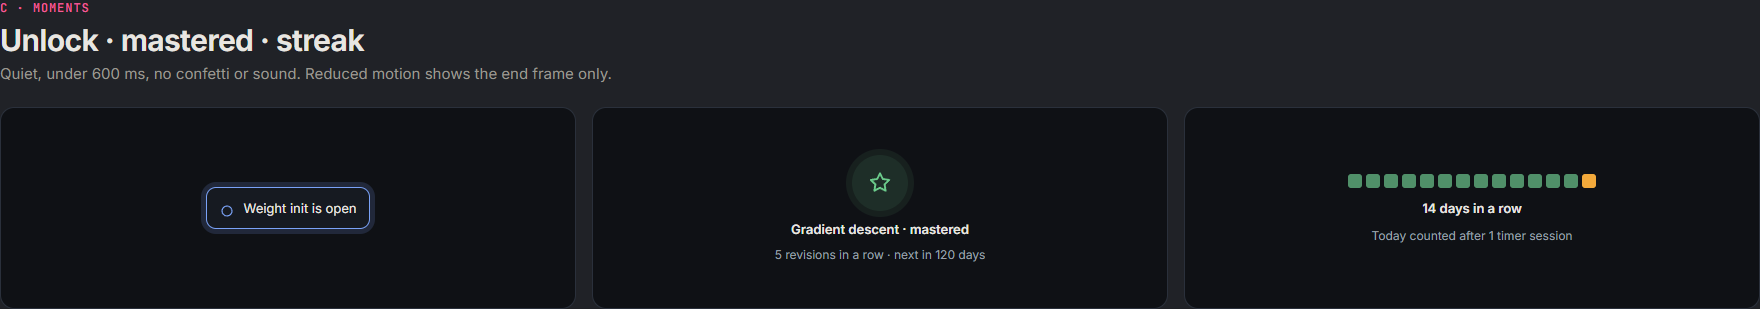 C · MOMENTS
Unlock · mastered · streak
Quiet, under 600 ms, no confetti or sound. Reduced motion shows the end frame only.
Weight init is open
Gradient descent · mastered
5 revisions in a row · next in 120 days
14 days in a row
Today counted after 1 timer session